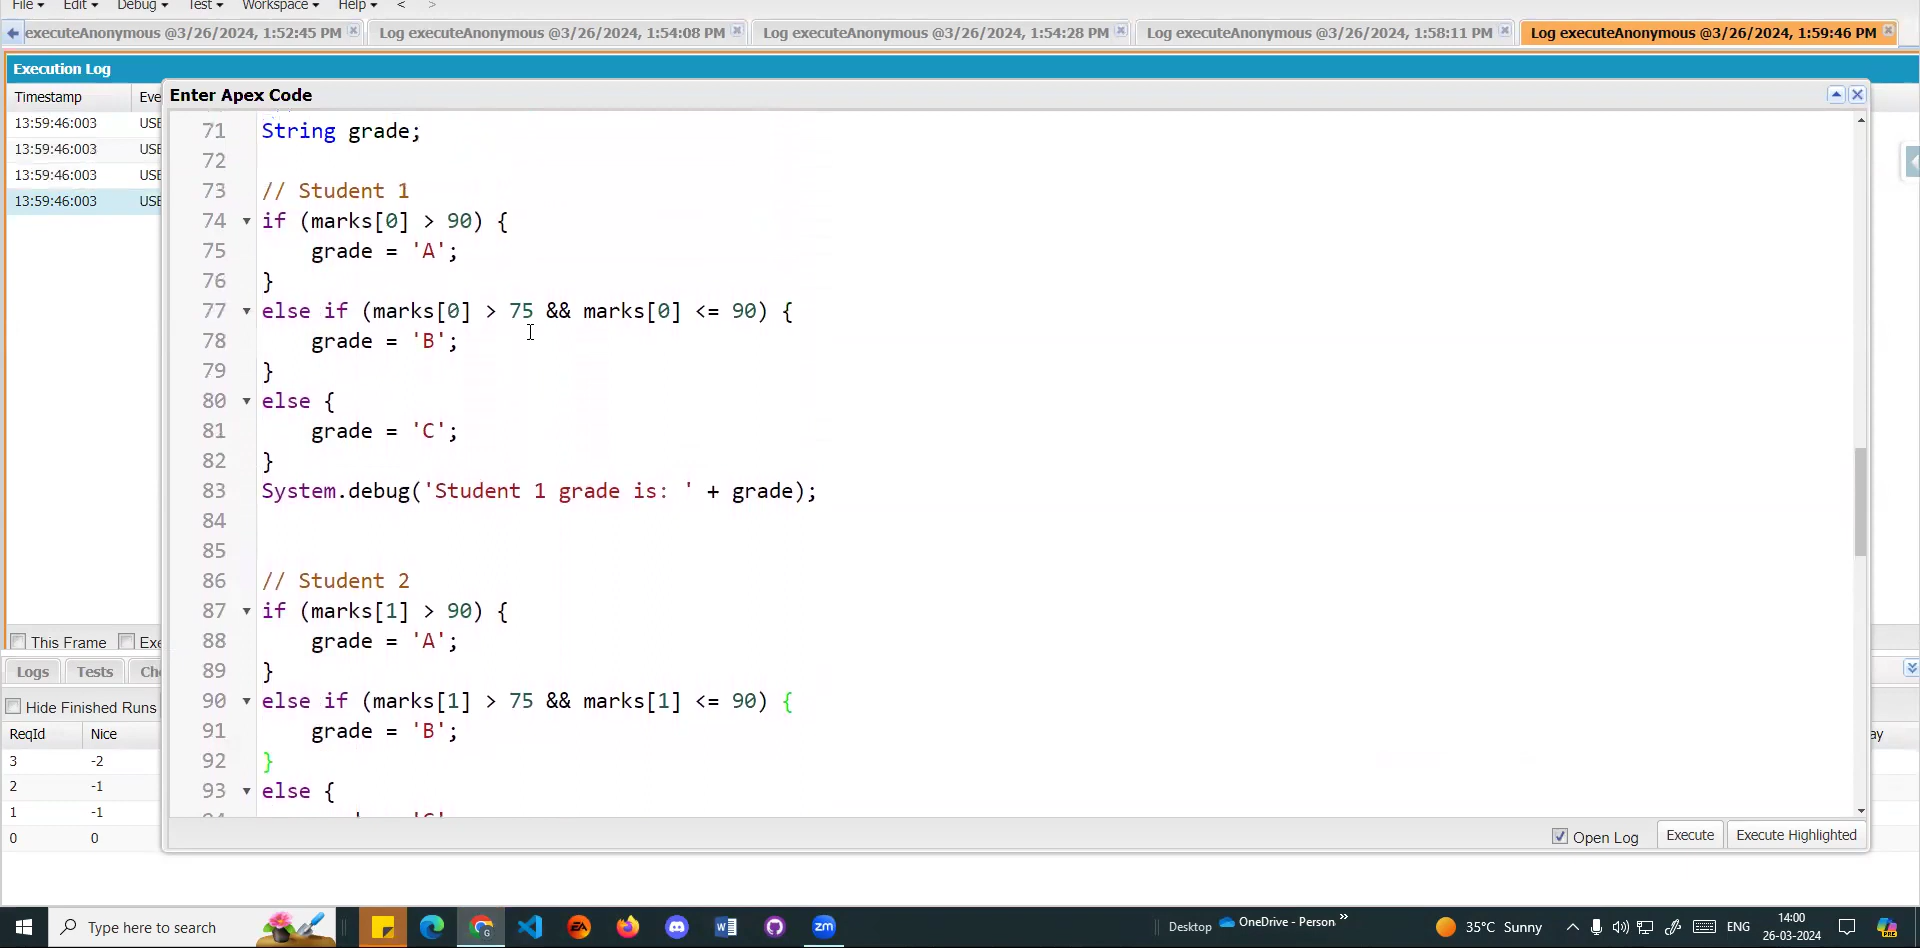 File Edit Debug Test Workspace Help < >
executeAnonymous @3/26/2024, 1:52:45 PM Log executeAnonymous @3/26/2024, 1:54:08 PM Log executeAnonymous @3/26/2024, 1:54:28 PM Log executeAnonymous @3/26/2024, 1:58:11 PM Log executeAnonymous @3/26/2024, 1:59:46 PM
Execution Log
Timestamp Eve
13:59:46:003 USE
13:59:46:003 USE
13:59:46:003 USE
13:59:46:003 USE
Enter Apex Code
71 String grade;
72
73 // Student 1
74 if (marks[0] > 90) {
75     grade = 'A';
76 }
77 else if (marks[0] > 75 && marks[0] <= 90) {
78     grade = 'B';
79 }
80 else {
81     grade = 'C';
82 }
83 System.debug('Student 1 grade is: ' + grade);
84
85
86 // Student 2
87 if (marks[1] > 90) {
88     grade = 'A';
89 }
90 else if (marks[1] > 75 && marks[1] <= 90) {
91     grade = 'B';
92 }
93 else {
Open Log Execute Execute Highlighted
This Frame Exe
Logs Tests Che
Hide Finished Runs
ReqId Nice ay
3 -2
2 -1
1 -1
0 0
Type here to search
Desktop OneDrive - Person 35°C Sunny ENG 14:00
26-03-2024